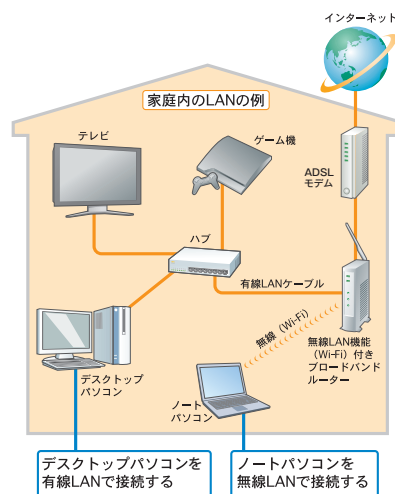 インターネット
家庭内のLANの例
テレビ
ゲーム機
ADSL
モデム
ハブ
有線LANケーブル
無線（Wi-Fi）
無線LAN機能
（Wi-Fi）付き
ブロードバンド
ルーター
デスクトップ
パソコン
ノート
パソコン
デスクトップパソコンを
有線LANで接続する
ノートパソコンを
無線LANで接続する